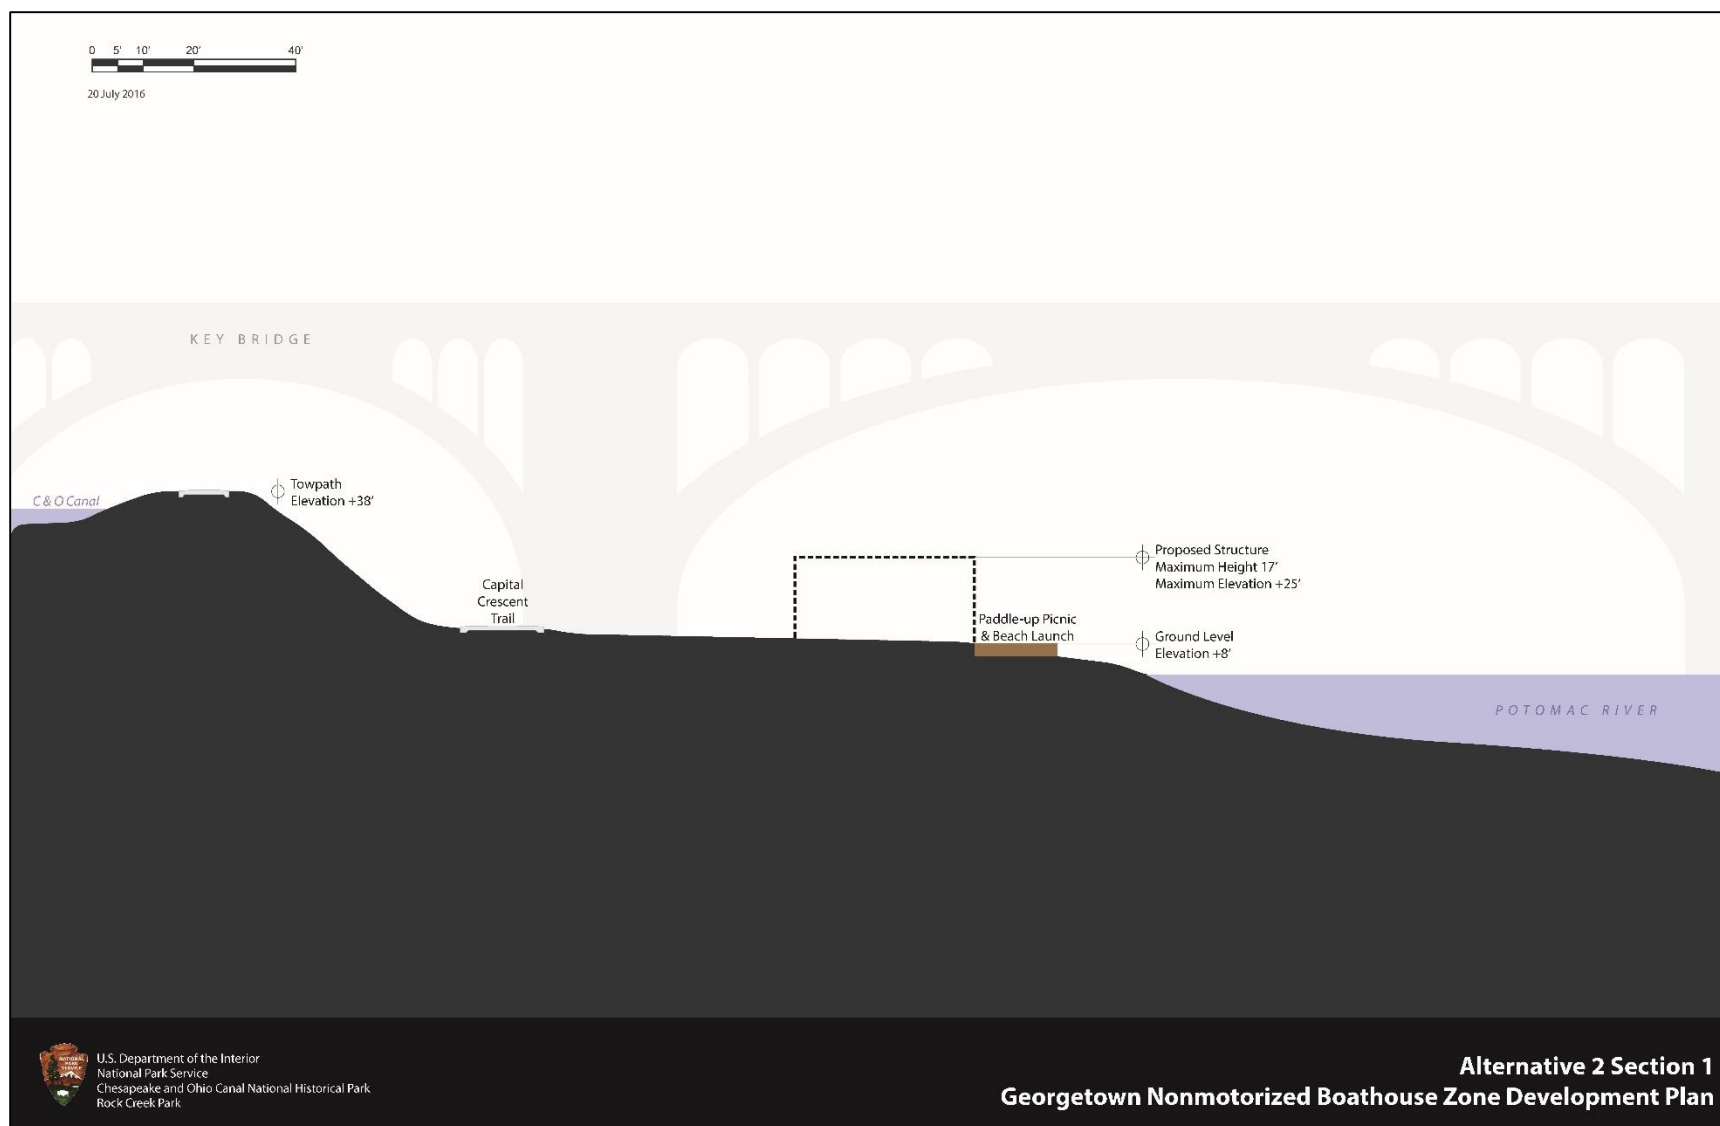 0 5' 10' 20' 40'
20 July 2016
KEY BRIDGE
C & O Canal
Towpath
Elevation +38'
Capital
Crescent
Trail
Proposed Structure
Maximum Height 17'
Maximum Elevation +25'
Paddle-up Picnic
& Beach Launch
Ground Level
Elevation +8'
POTOMAC RIVER
NATIONAL
PARK
SERVICE
U.S. Department of the Interior
National Park Service
Chesapeake and Ohio Canal National Historical Park
Rock Creek Park
Alternative 2 Section 1
Georgetown Nonmotorized Boathouse Zone Development Plan